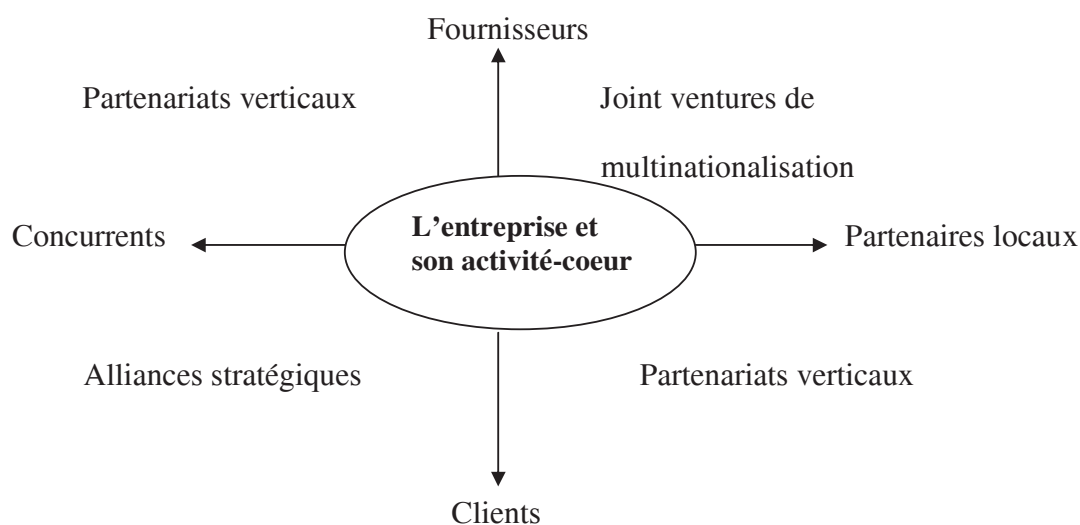 Fournisseurs
Partenariats verticaux
Joint ventures de
multinationalisation
L’entreprise et
son activité-coeur
Concurrents
Partenaires locaux
Alliances stratégiques
Partenariats verticaux
Clients